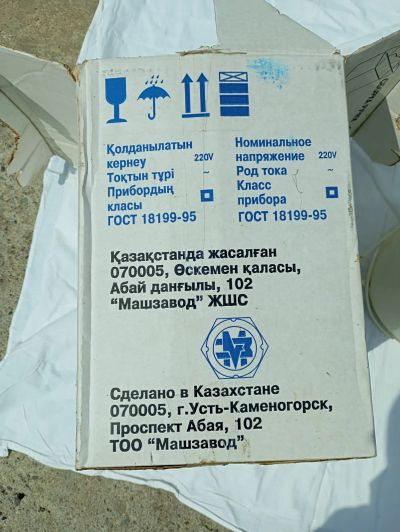 Қолданылатын
кернеу 220V
Тоқтын түрі ~
Прибордың
класы
ГОСТ 18199-95
Номинальное
напряжение 220V
Род тока ~
Класс
прибора
ГОСТ 18199-95
Қазақстанда жасалған
070005, Өскемен қаласы,
Абай данғылы, 102
"Машзавод" ЖШС
Сделано в Казахстане
070005, г.Усть-Каменогорск,
Проспект Абая, 102
ТОО "Машзавод"